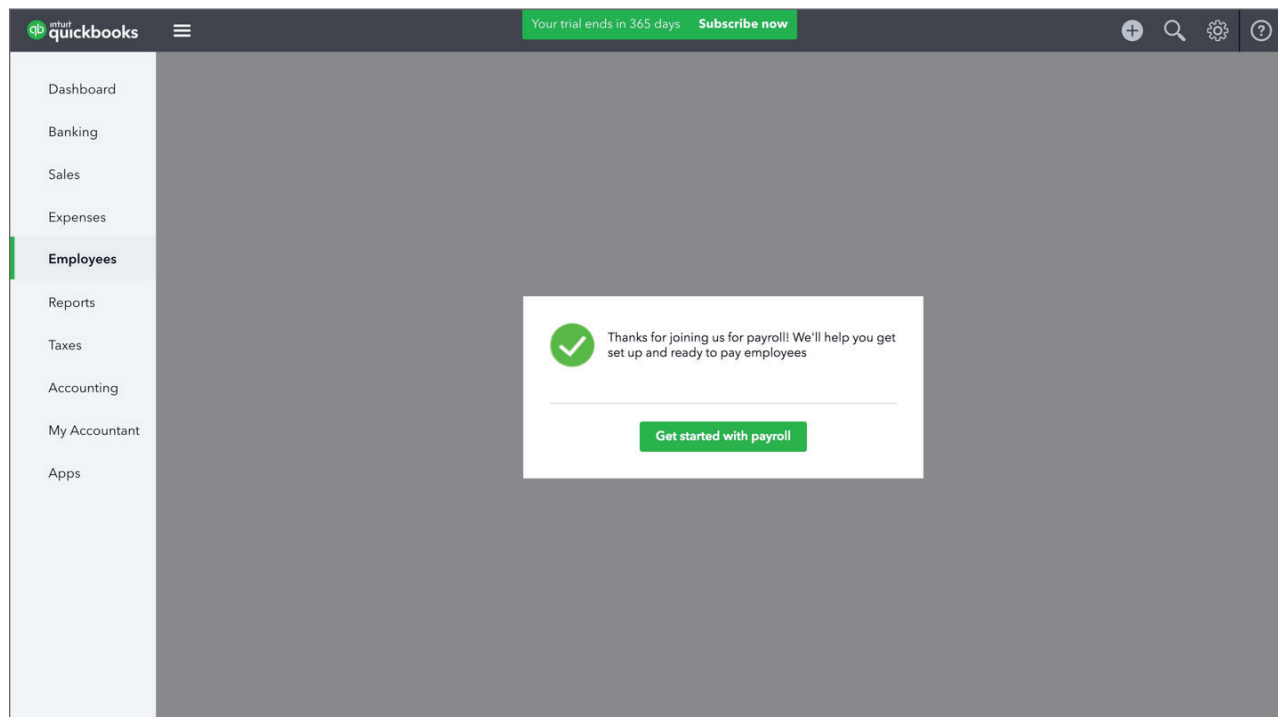 intuit
quickbooks
Your trial ends in 365 days Subscribe now
Dashboard
Banking
Sales
Expenses
Employees
Reports
Taxes
Accounting
My Accountant
Apps
Thanks for joining us for payroll! We'll help you get
set up and ready to pay employees
Get started with payroll